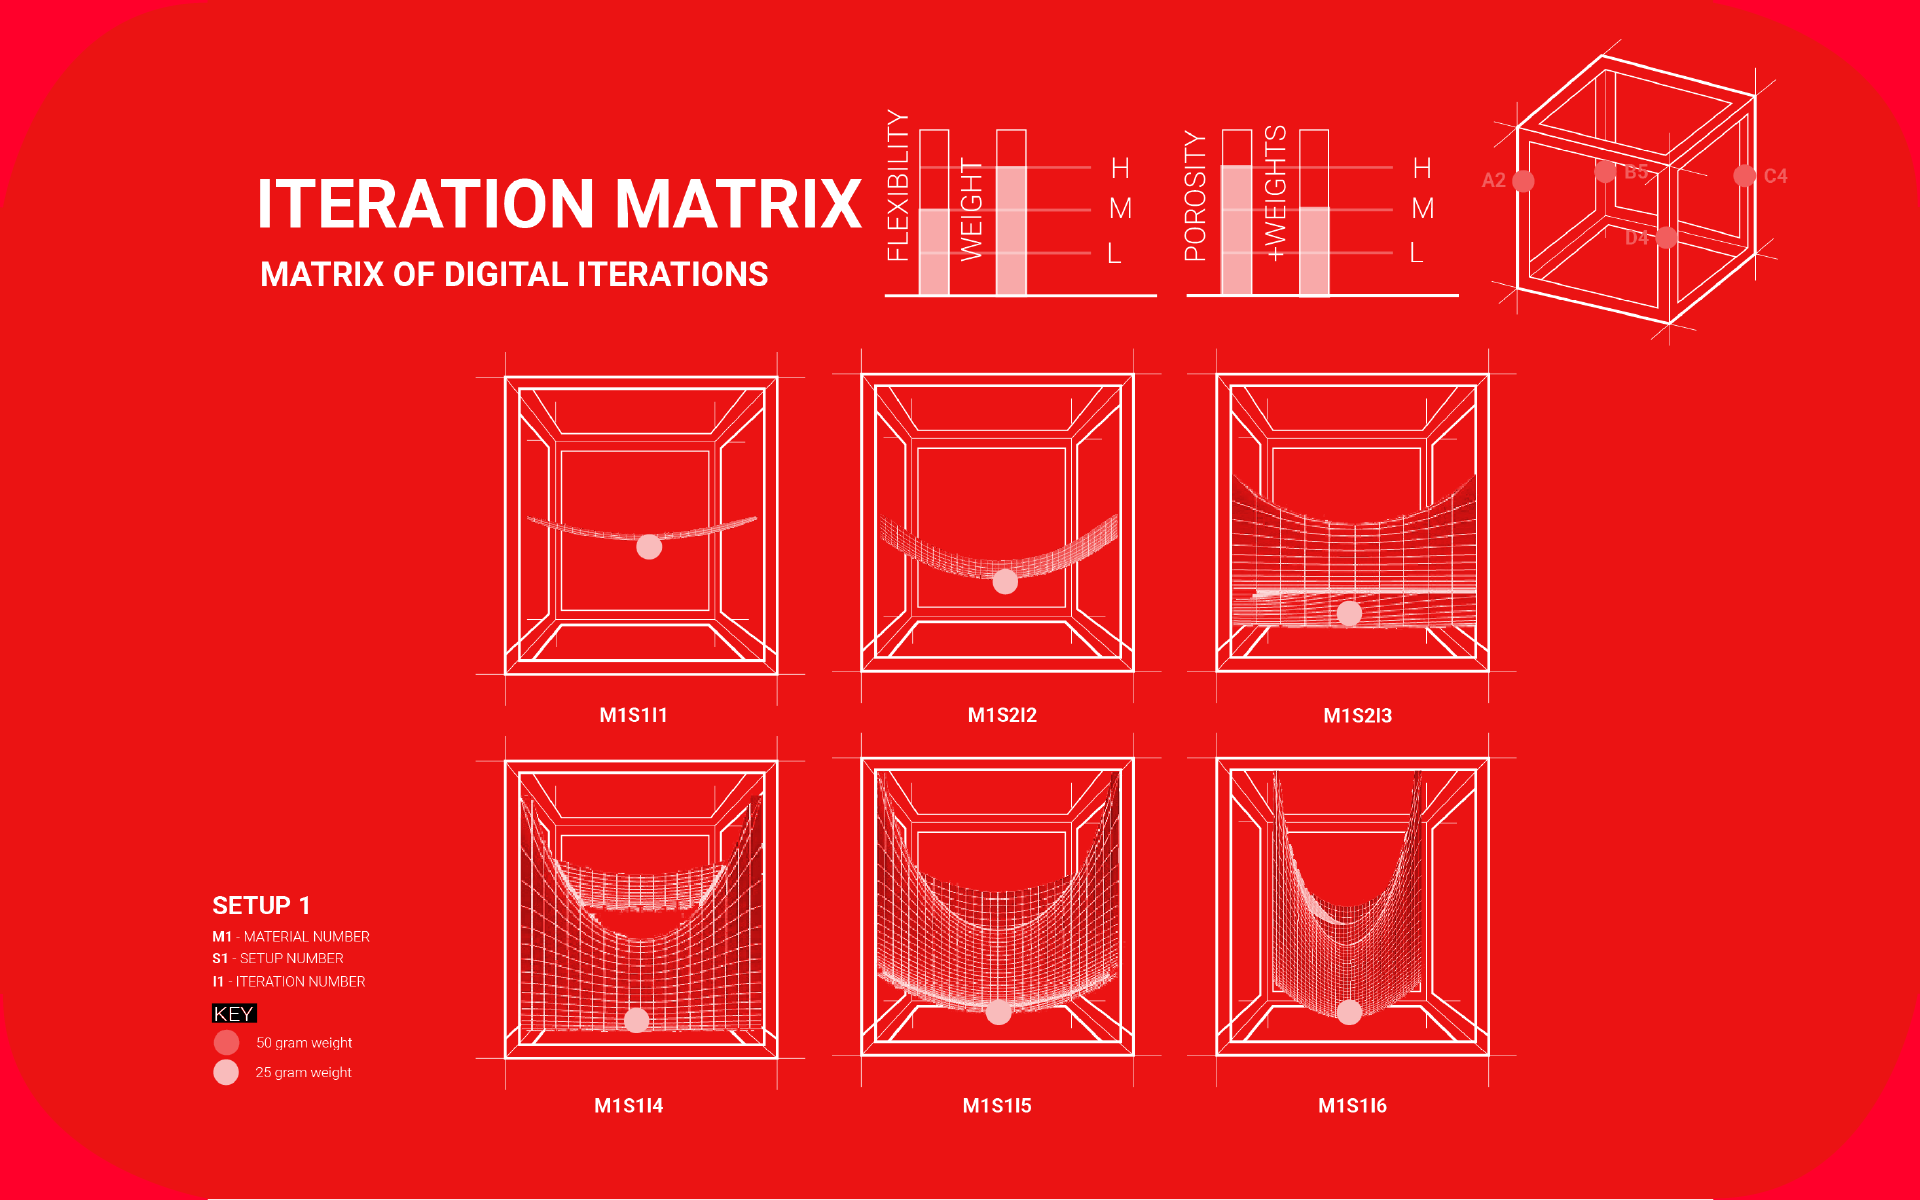 ITERATION MATRIX
MATRIX OF DIGITAL ITERATIONS
FLEXIBILITY
WEIGHT
H
M
L
POROSITY
+WEIGHTS
H
M
L
A2
B5
C4
D4
M1S1I1
M1S2I2
M1S2I3
M1S1I4
M1S1I5
M1S1I6
SETUP 1
M1 - MATERIAL NUMBER
S1 - SETUP NUMBER
I1 - ITERATION NUMBER
KEY
50 gram weight
25 gram weight